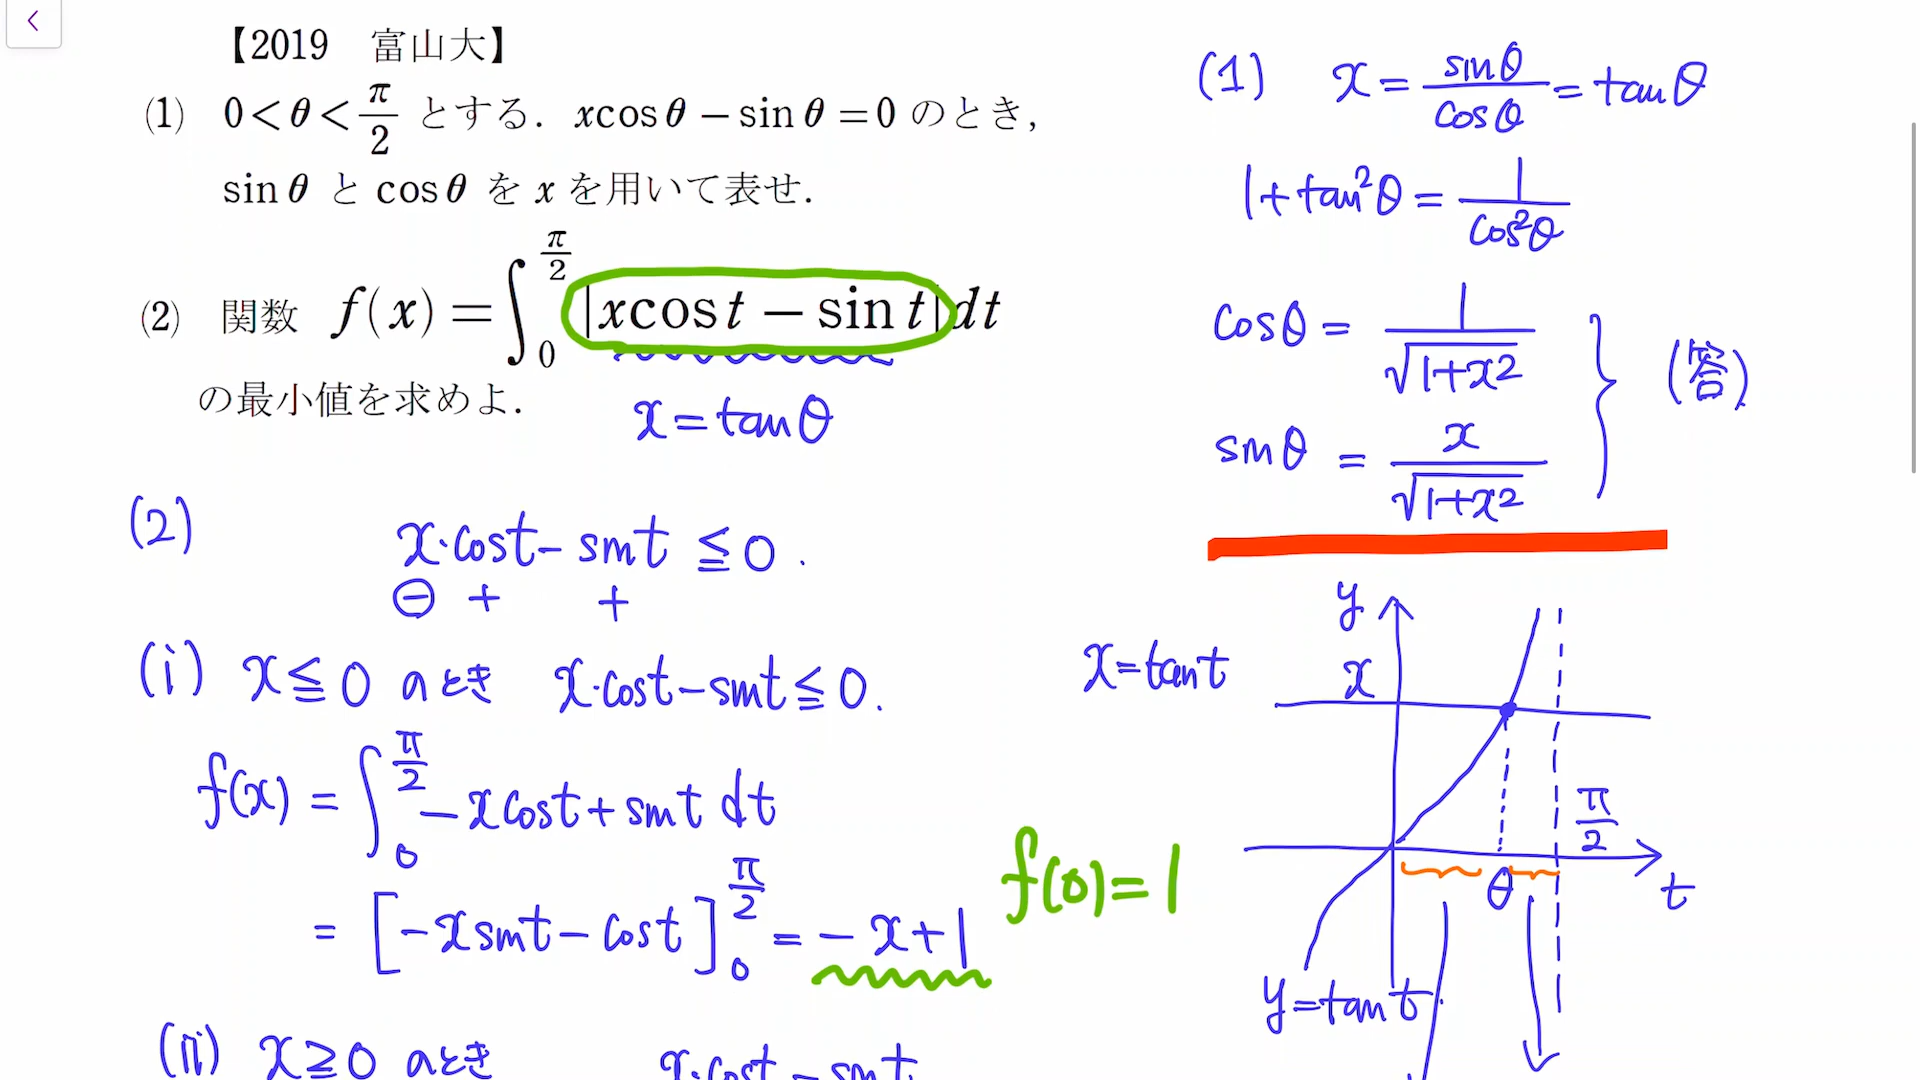 【2019 富山大】
(1) 0<θ<π/2 とする. xcosθ−sinθ=0 のとき,
sinθ と cosθ を x を用いて表せ.
(2) 関数 f(x)=∫_0^{π/2} |xcost−sint|dt
の最小値を求めよ.
x=tanθ
(1) x=sinθ/cosθ=tanθ
1+tan²θ=1/cos²θ
cosθ=1/√(1+x²)
sinθ=x/√(1+x²)
(答)
(2) x・cost−sint≦0.
⊖ + +
(i) x≦0 のとき x・cost−sint≦0.
f(x)=∫_0^{π/2} −xcost+sint dt
=[−xsint−cost]_0^{π/2}=−x+1
f(0)=1
(ii) x≧0 のとき x・cost−sint
x=tant
y
x
π/2
θ
t
y=tant